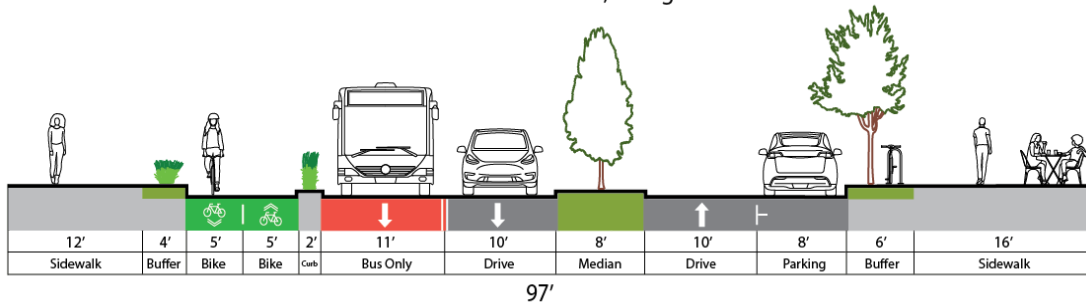 12’ 4’ 5’ 5’ 2’ 11’ 10’ 8’ 10’ 8’ 6’ 16’
Sidewalk Buffer Bike Bike Curb Bus Only Drive Median Drive Parking Buffer Sidewalk
97’